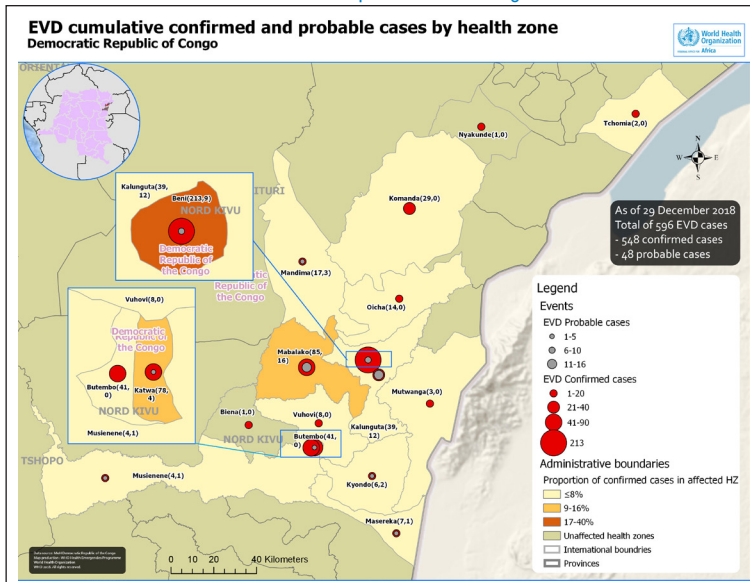 EVD cumulative confirmed and probable cases by health zone
Democratic Republic of Congo
World Health
Organization
Africa
ORIENTA
Tchomia(2,0)
Nyakunde(1,0)
N
W
E
S
Kalunguta(39,
12)
Beni(213,9)
ITURI
NORD KIVU
Democratic
Republic of
the Congo
Komanda(29,0)
As of 29 December 2018
Total of 596 EVD cases
- 548 confirmed cases
- 48 probable cases
Mandima(17,3)
tic
Republic of
the Congo
Oicha(14,0)
Vuhovi(8,0)
Democratic
Republic of
the Congo
Butembo(41,
0)
Katwa(78,
4)
NORD KIVU
Musienene(4,1)
Mabalako(85,
16)
Mutwanga(3,0)
Biena(1,0)
Vuhovi(8,0)
Kalunguta(39,
12)
NORD KIVU
Butembo(41,
0)
TSHOPO
Musienene(4,1)
Kyondo(6,2)
Masereka(7,1)
Legend
Events
EVD Probable cases
1-5
6-10
11-16
EVD Confirmed cases
1-20
21-40
41-90
213
Administrative boundaries
Proportion of confirmed cases in affected HZ
≤8%
9-16%
17-40%
Unaffected health zones
International boundries
Provinces
World Health Organization
0 10 20 40 Kilometers